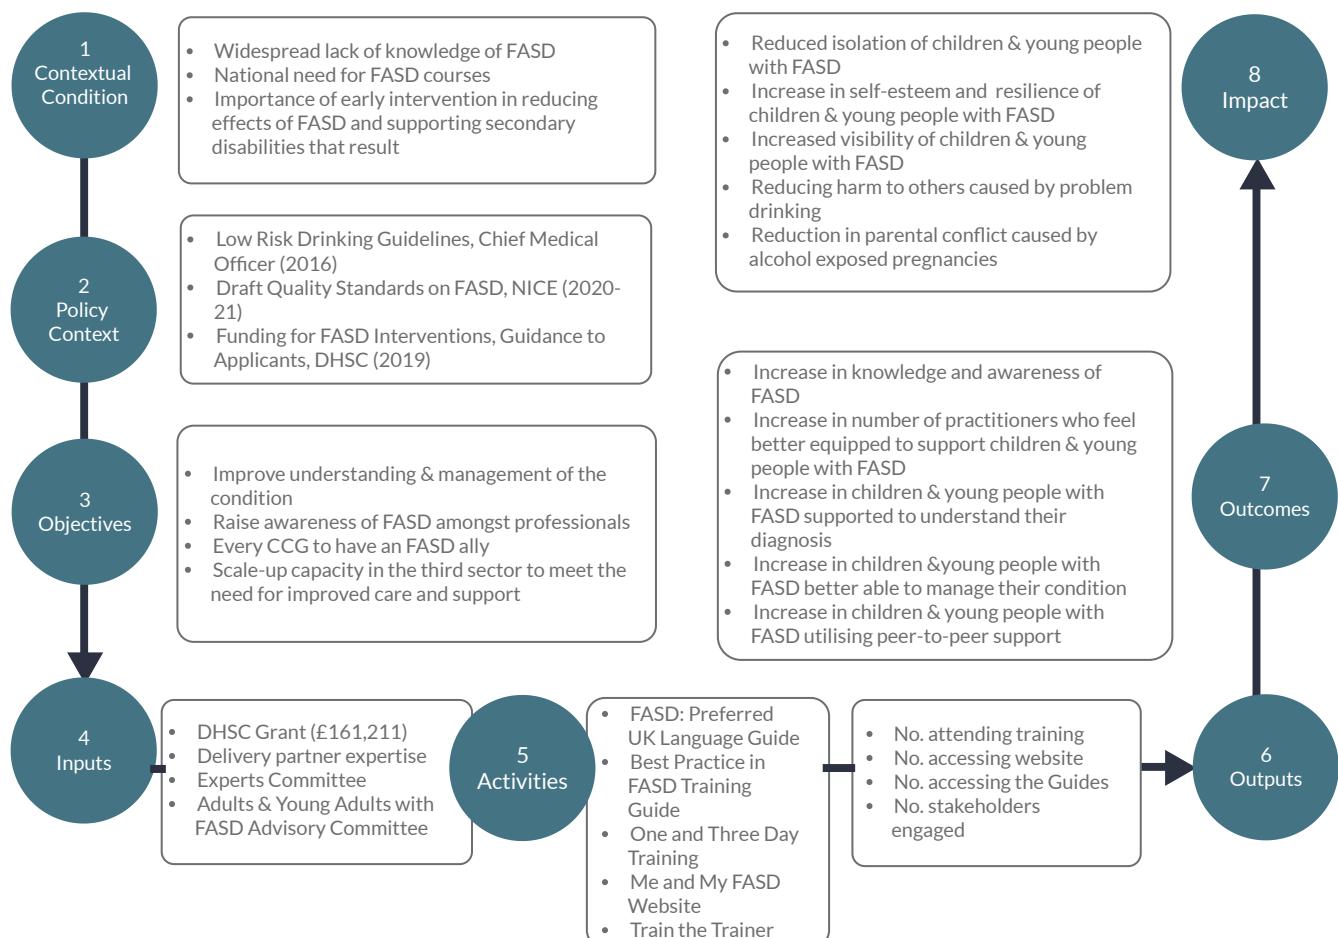 1
Contextual
Condition
• Widespread lack of knowledge of FASD
• National need for FASD courses
• Importance of early intervention in reducing
effects of FASD and supporting secondary
disabilities that result
2
Policy
Context
• Low Risk Drinking Guidelines, Chief Medical
Officer (2016)
• Draft Quality Standards on FASD, NICE (2020-
21)
• Funding for FASD Interventions, Guidance to
Applicants, DHSC (2019)
3
Objectives
• Improve understanding & management of the
condition
• Raise awareness of FASD amongst professionals
• Every CCG to have an FASD ally
• Scale-up capacity in the third sector to meet the
need for improved care and support
4
Inputs
• DHSC Grant (£161,211)
• Delivery partner expertise
• Experts Committee
• Adults & Young Adults with
FASD Advisory Committee
5
Activities
• FASD: Preferred
UK Language Guide
• Best Practice in
FASD Training
Guide
• One and Three Day
Training
• Me and My FASD
Website
• Train the Trainer
• No. attending training
• No. accessing website
• No. accessing the Guides
• No. stakeholders
engaged
6
Outputs
7
Outcomes
• Increase in knowledge and awareness of
FASD
• Increase in number of practitioners who feel
better equipped to support children & young
people with FASD
• Increase in children & young people with
FASD supported to understand their
diagnosis
• Increase in children &young people with
FASD better able to manage their condition
• Increase in children & young people with
FASD utilising peer-to-peer support
8
Impact
• Reduced isolation of children & young people
with FASD
• Increase in self-esteem and resilience of
children & young people with FASD
• Increased visibility of children & young
people with FASD
• Reducing harm to others caused by problem
drinking
• Reduction in parental conflict caused by
alcohol exposed pregnancies